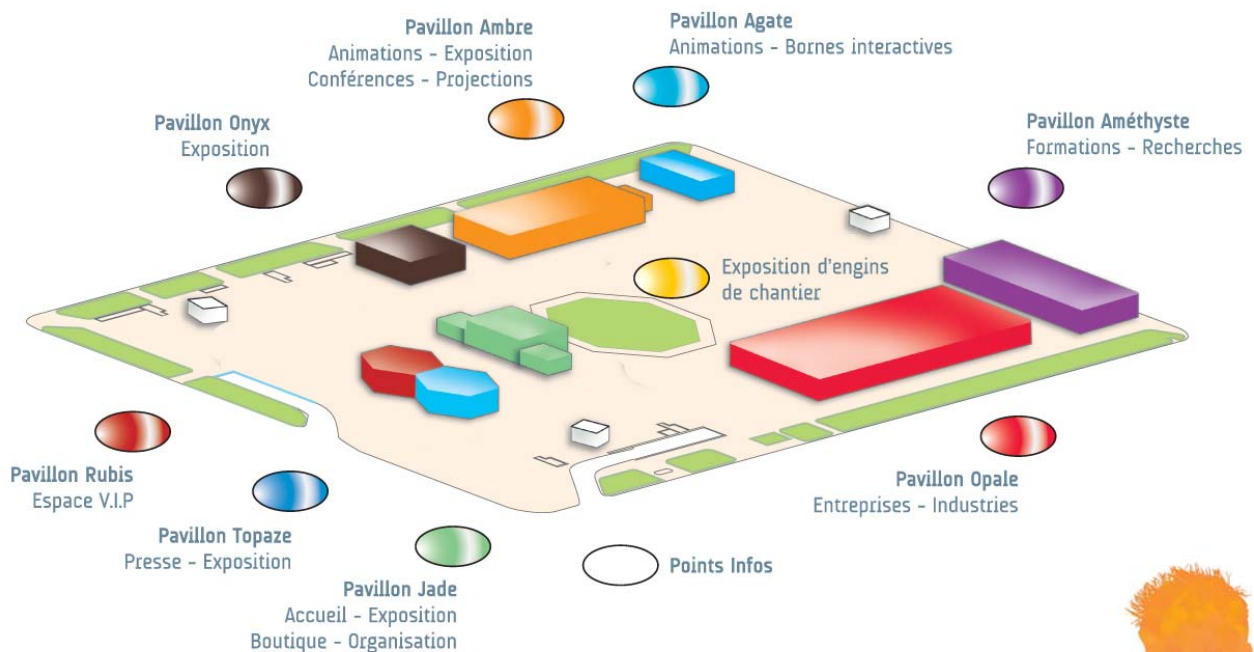 Pavillon Ambre
Animations - Exposition
Conférences - Projections
Pavillon Agate
Animations - Bornes interactives
Pavillon Onyx
Exposition
Pavillon Améthyste
Formations - Recherches
Exposition d'engins
de chantier
Pavillon Rubis
Espace V.I.P
Pavillon Topaze
Presse - Exposition
Pavillon Jade
Accueil - Exposition
Boutique - Organisation
Points Infos
Pavillon Opale
Entreprises - Industries